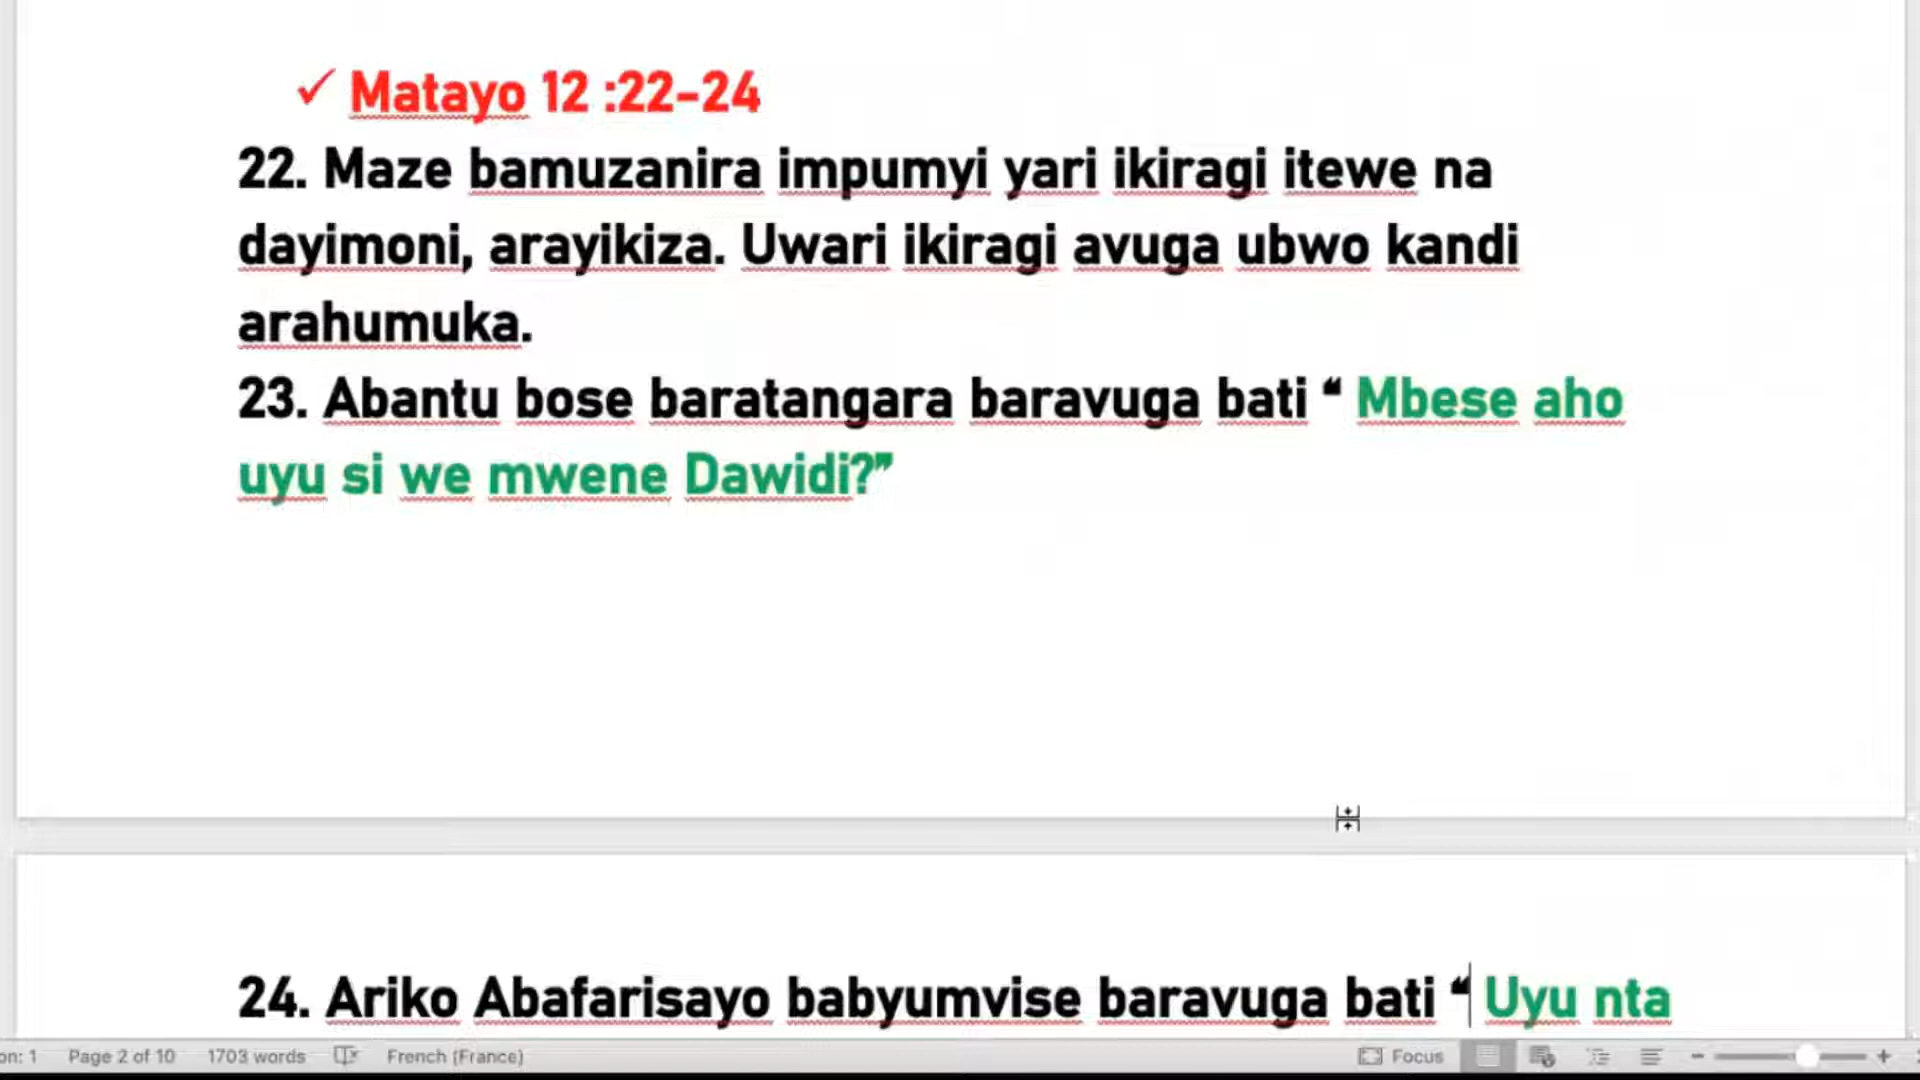 ✓ Matayo 12 :22-24
22. Maze bamuzanira impumyi yari ikiragi itewe na
dayimoni, arayikiza. Uwari ikiragi avuga ubwo kandi
arahumuka.
23. Abantu bose baratangara baravuga bati “ Mbese aho
uyu si we mwene Dawidi?”
24. Ariko Abafarisayo babyumvise baravuga bati “ Uyu nta
on: 1 Page 2 of 10 1703 words French (France) Focus